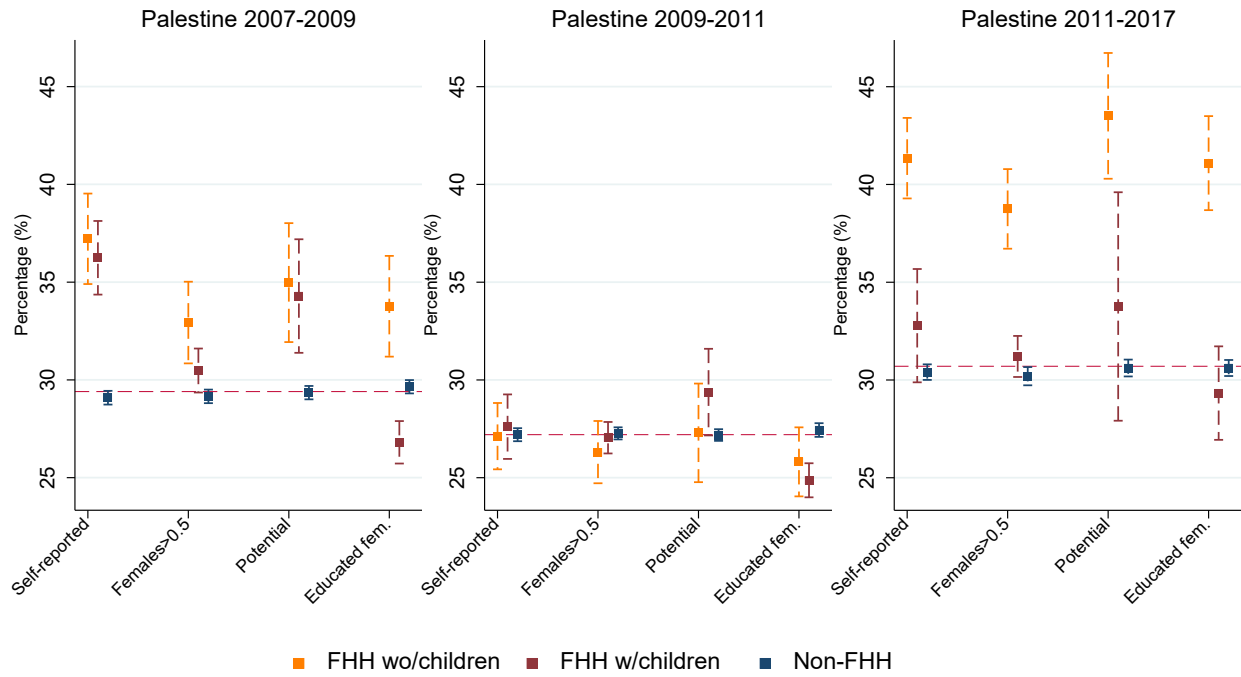 Palestine 2007-2009
Palestine 2009-2011
Palestine 2011-2017
Percentage (%)
45
40
35
30
25
Self-reported
Females>0.5
Potential
Educated fem.
Percentage (%)
45
40
35
30
25
Self-reported
Females>0.5
Potential
Educated fem.
Percentage (%)
45
40
35
30
25
Self-reported
Females>0.5
Potential
Educated fem.
FHH wo/children
FHH w/children
Non-FHH